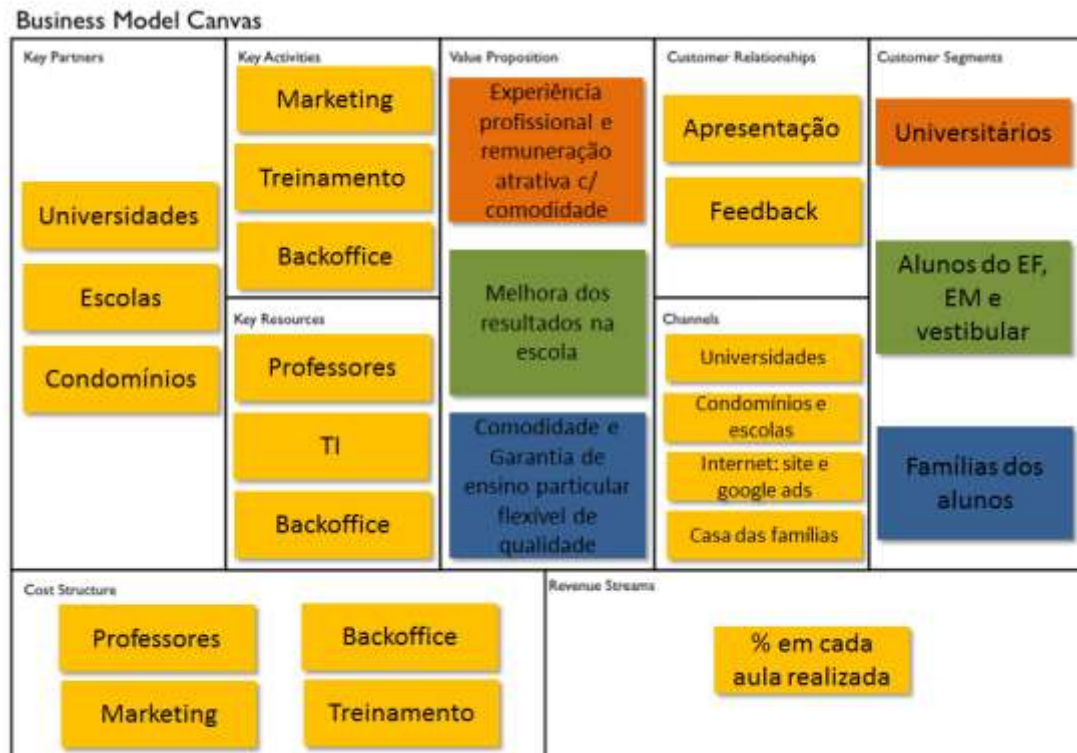 Business Model Canvas
Key Partners
Universidades
Escolas
Condomínios
Key Activities
Marketing
Treinamento
Backoffice
Key Resources
Professores
TI
Backoffice
Value Proposition
Experiência
profissional e
remuneração
atrativa c/
comodidade
Melhora dos
resultados na
escola
Comodidade e
Garantia de
ensino particular
flexível de
qualidade
Customer Relationships
Apresentação
Feedback
Channels
Universidades
Condomínios e
escolas
Internet: site e
google ads
Casa das famílias
Customer Segments
Universitários
Alunos do EF,
EM e
vestibular
Famílias dos
alunos
Cost Structure
Professores
Backoffice
Marketing
Treinamento
Revenue Streams
% em cada
aula realizada